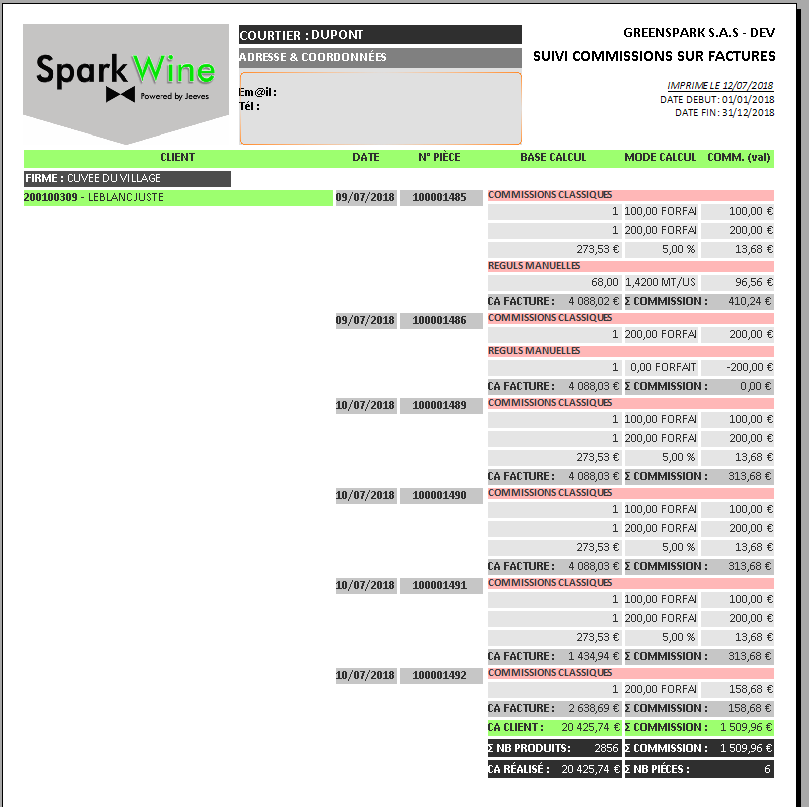 Spark Wine
Powered by Jeeves
COURTIER : DUPONT
ADRESSE & COORDONNÉES
Em@il :
Tél :
GREENSPARK S.A.S - DEV
SUIVI COMMISSIONS SUR FACTURES
IMPRIME LE 12/07/2018
DATE DEBUT: 01/01/2018
DATE FIN: 31/12/2018
CLIENT DATE N° PIÈCE BASE CALCUL MODE CALCUL COMM. (val)
FIRME : CUVEE DU VILLAGE
200100309 - LEBLANC JUSTE 09/07/2018 100001485 COMMISSIONS CLASSIQUES
1 100,00 FORFAI 100,00 €
1 200,00 FORFAI 200,00 €
273,53 € 5,00 % 13,68 €
REGULS MANUELLES
68,00 1,4200 MT/US 96,56 €
CA FACTURE : 4 088,02 € Σ COMMISSION : 410,24 €
09/07/2018 100001486 COMMISSIONS CLASSIQUES
1 200,00 FORFAI 200,00 €
REGULS MANUELLES
1 0,00 FORFAIT -200,00 €
CA FACTURE : 4 088,03 € Σ COMMISSION : 0,00 €
10/07/2018 100001489 COMMISSIONS CLASSIQUES
1 100,00 FORFAI 100,00 €
1 200,00 FORFAI 200,00 €
273,53 € 5,00 % 13,68 €
CA FACTURE : 4 088,03 € Σ COMMISSION : 313,68 €
10/07/2018 100001490 COMMISSIONS CLASSIQUES
1 100,00 FORFAI 100,00 €
1 200,00 FORFAI 200,00 €
273,53 € 5,00 % 13,68 €
CA FACTURE : 4 088,03 € Σ COMMISSION : 313,68 €
10/07/2018 100001491 COMMISSIONS CLASSIQUES
1 100,00 FORFAI 100,00 €
1 200,00 FORFAI 200,00 €
273,53 € 5,00 % 13,68 €
CA FACTURE : 1 434,94 € Σ COMMISSION : 313,68 €
10/07/2018 100001492 COMMISSIONS CLASSIQUES
1 200,00 FORFAI 158,68 €
CA FACTURE : 2 638,69 € Σ COMMISSION : 158,68 €
CA CLIENT : 20 425,74 € Σ COMMISSION : 1 509,96 €
Σ NB PRODUITS: 2856 Σ COMMISSION : 1 509,96 €
CA RÉALISÉ : 20 425,74 € Σ NB PIÉCES : 6